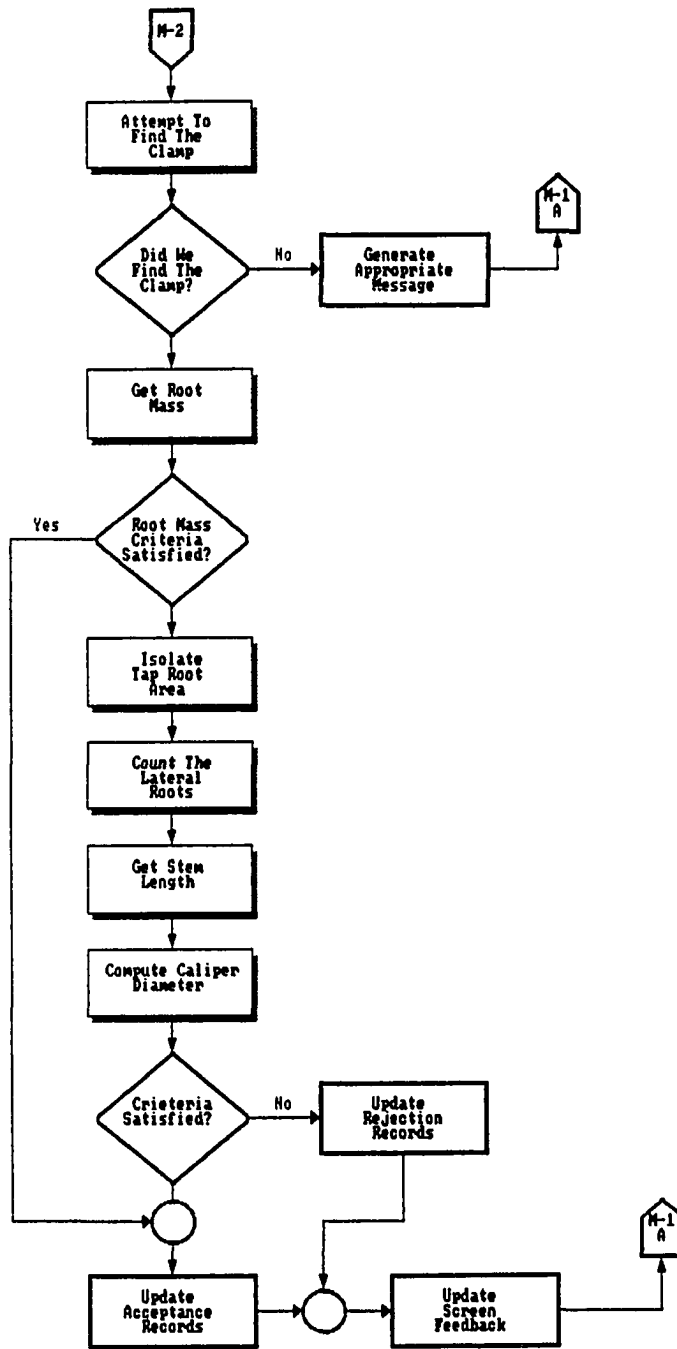 M-2
Attempt To
Find The
Clamp
Did We
Find The
Clamp?
No
Generate
Appropriate
Message
M-1
A
Get Root
Mass
Yes
Root Mass
Criteria
Satisfied?
Isolate
Tap Root
Area
Count The
Lateral
Roots
Get Stem
Length
Compute Caliper
Diameter
Crieteria
Satisfied?
No
Update
Rejection
Records
M-1
A
Update
Acceptance
Records
Update
Screen
Feedback